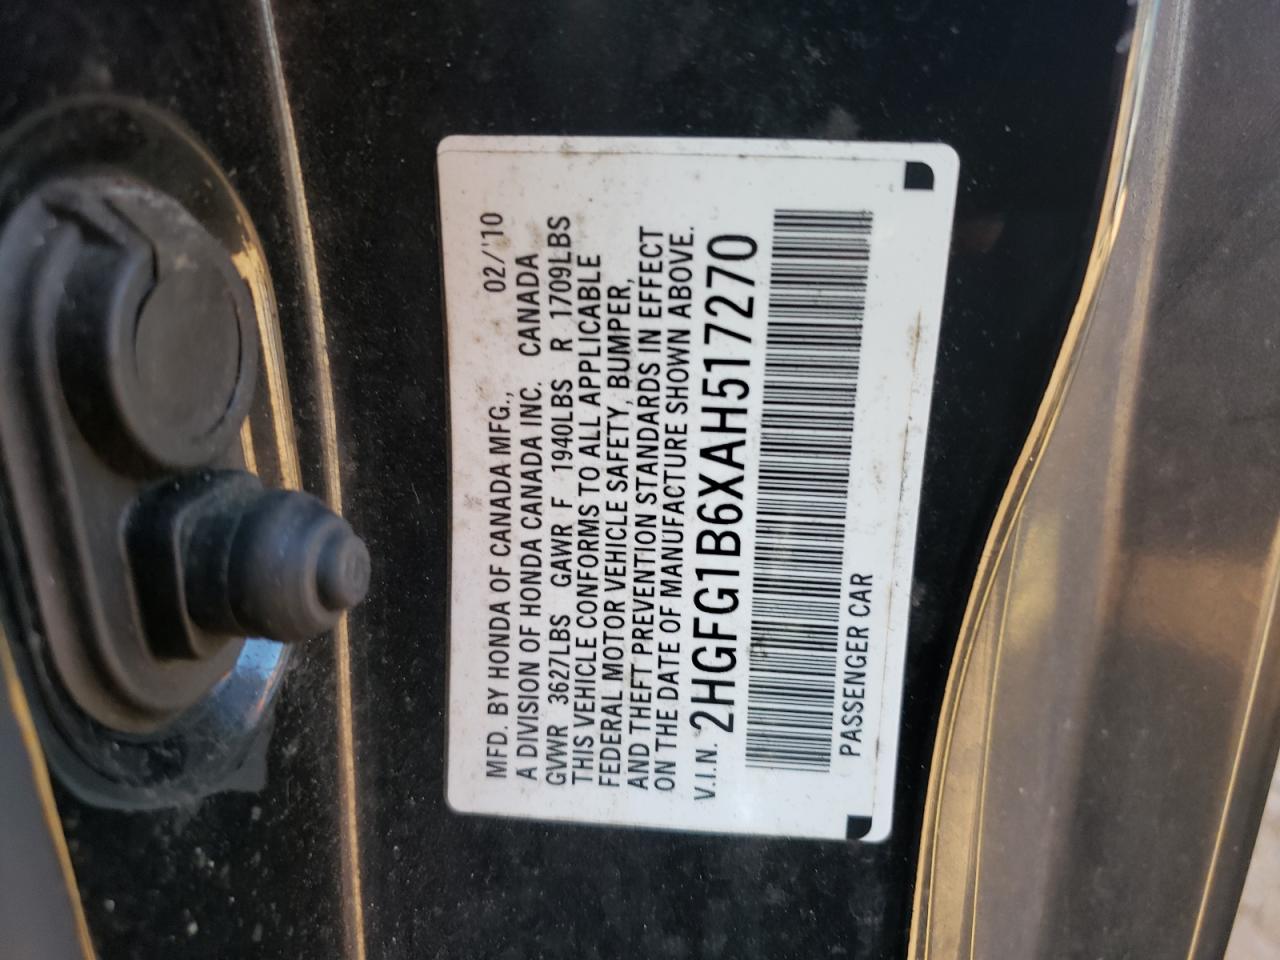 MFD. BY HONDA OF CANADA MFG., 02/'10
A DIVISION OF HONDA CANADA INC. CANADA
GVWR 3627LBS GAWR F 1940LBS R 1709LBS
THIS VEHICLE CONFORMS TO ALL APPLICABLE
FEDERAL MOTOR VEHICLE SAFETY, BUMPER,
AND THEFT PREVENTION STANDARDS IN EFFECT
ON THE DATE OF MANUFACTURE SHOWN ABOVE.
V.I.N. 2HGFG1B6XAH517270
PASSENGER CAR